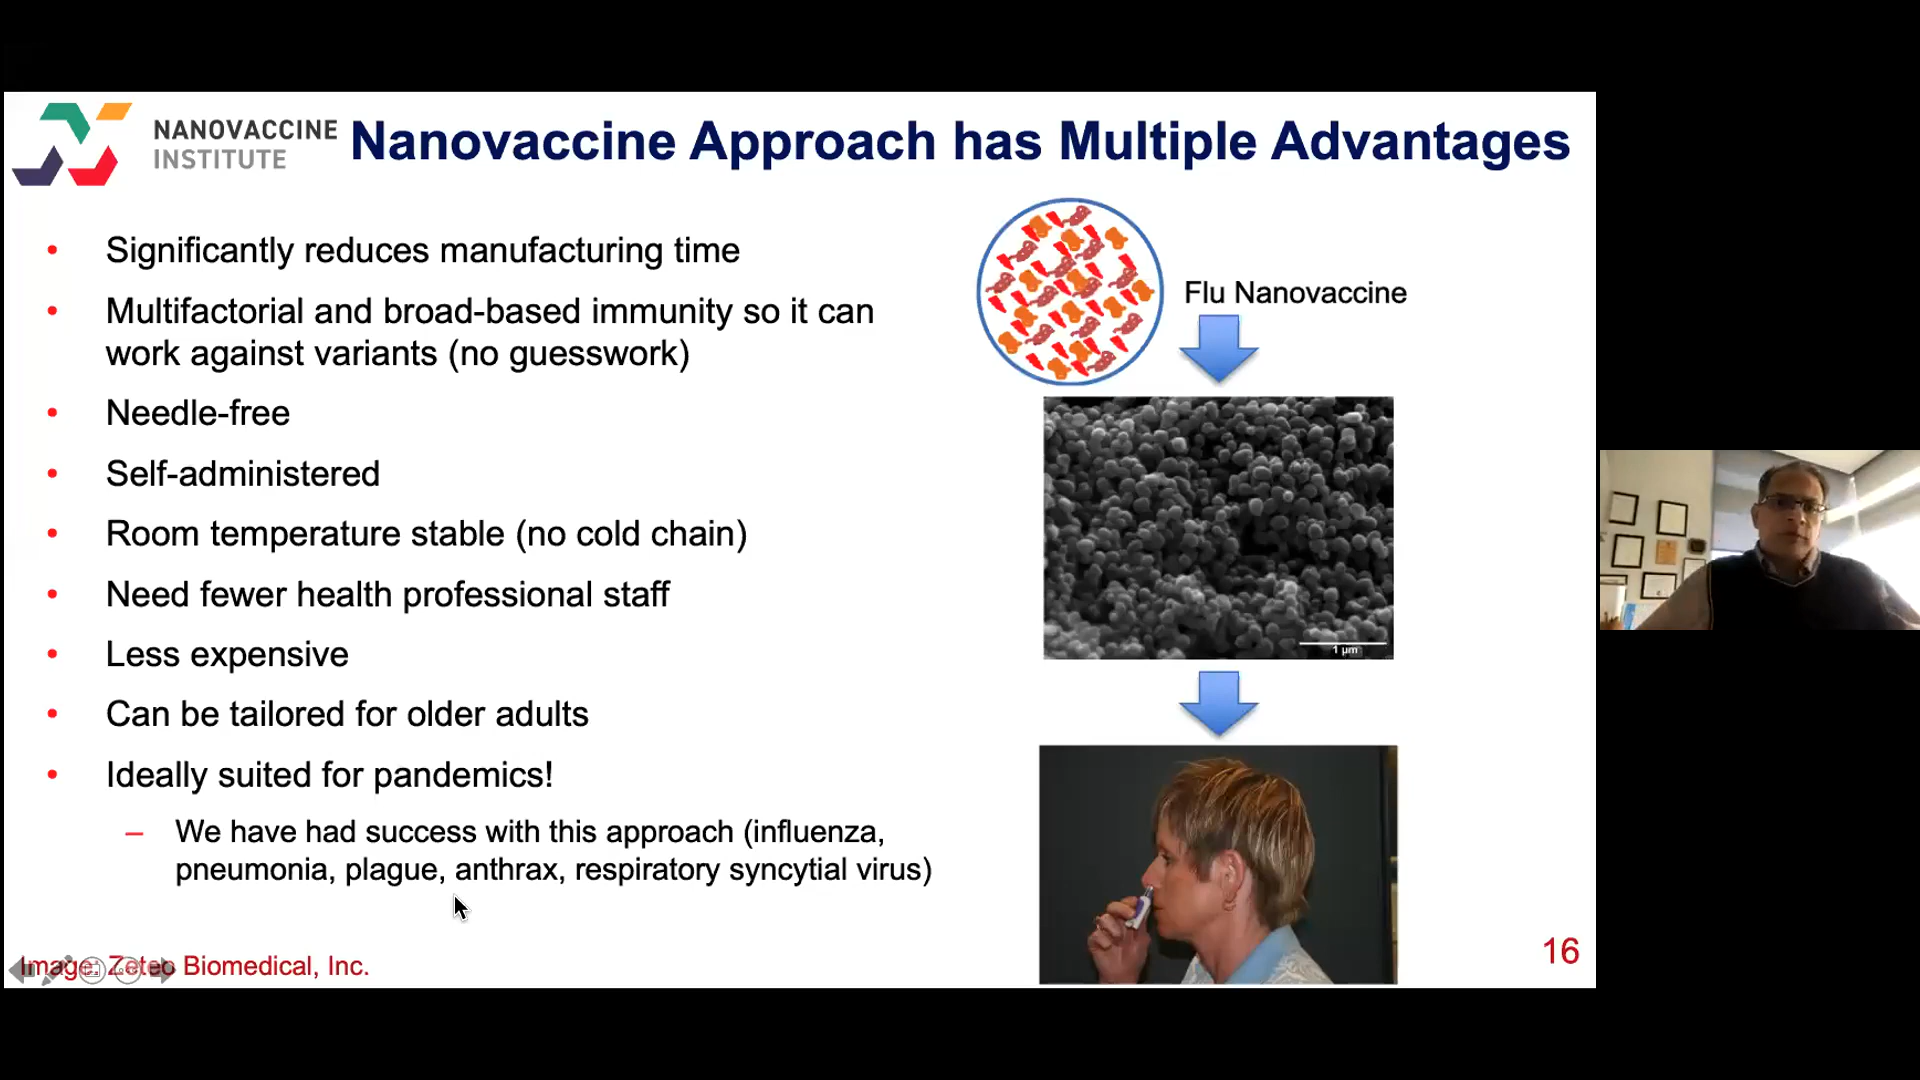 NANOVACCINE
INSTITUTE
Nanovaccine Approach has Multiple Advantages
• Significantly reduces manufacturing time
• Multifactorial and broad-based immunity so it can
work against variants (no guesswork)
• Needle-free
• Self-administered
• Room temperature stable (no cold chain)
• Need fewer health professional staff
• Less expensive
• Can be tailored for older adults
• Ideally suited for pandemics!
– We have had success with this approach (influenza,
pneumonia, plague, anthrax, respiratory syncytial virus)
Flu Nanovaccine
1 µm
Image: Zeteo Biomedical, Inc.
16